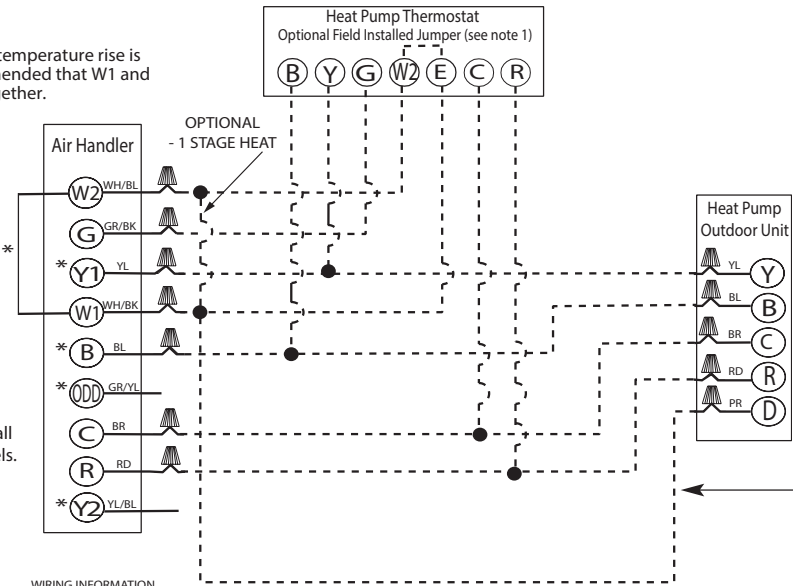 Heat Pump Thermostat
Optional Field Installed Jumper (see note 1)
B Y G W2 E C R
temperature rise is
ended that W1 and
gether.
OPTIONAL
- 1 STAGE HEAT
Air Handler
W2 WH/BL
G GR/BK
* Y1 YL
*
W1 WH/BK
* B BL
* ODD GR/YL
C BR
R RD
* Y2 YL/BL
all
ls.
Heat Pump
Outdoor Unit
YL Y
BL B
BR C
RD R
PR D
WIRING INFORMATION